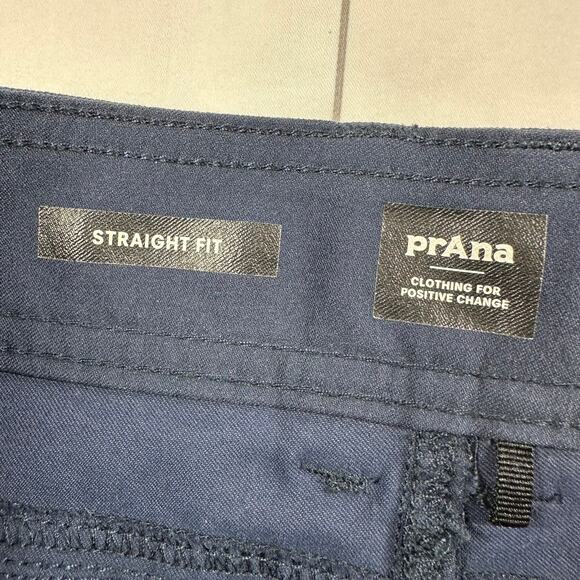 STRAIGHT FIT
prAna
CLOTHING FOR
POSITIVE CHANGE